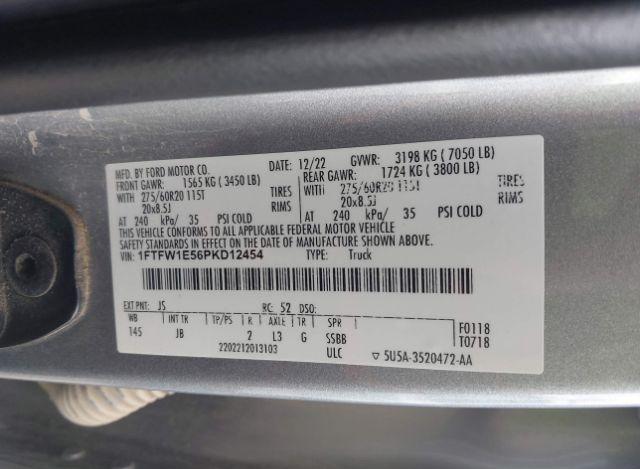 MFD. BY FORD MOTOR CO. DATE: 12/22 GVWR: 3198 KG ( 7050 LB)
FRONT GAWR: 1565 KG ( 3450 LB) REAR GAWR: 1724 KG ( 3800 LB)
WITH 275/60R20 115T TIRES WITH 275/60R20 115T TIRES
20x8.5J RIMS 20x8.5J RIMS
AT 240 kPa/ 35 PSI COLD AT 240 kPa/ 35 PSI COLD
THIS VEHICLE CONFORMS TO ALL APPLICABLE FEDERAL MOTOR VEHICLE
SAFETY STANDARDS IN EFFECT ON THE DATE OF MANUFACTURE SHOWN ABOVE.
VIN: 1FTFW1E56PKD12454 TYPE: Truck
EXT PNT: JS RC: 52 DSO:
WB INT TR TP/PS R AXLE TR SPR F0118
145 JB 2 L3 G SSBB T0718
2202212013103 ULC ▽ 5U5A-3520472-AA